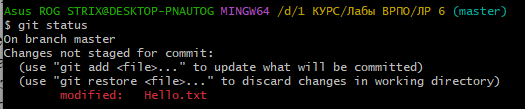 Asus ROG STRIX@DESKTOP-PNAUTOG MINGW64 /d/1 КУРС/Лабы ВРПО/ЛР 6 (master)
$ git status
On branch master
Changes not staged for commit:
  (use "git add <file>..." to update what will be committed)
  (use "git restore <file>..." to discard changes in working directory)
        modified:   Hello.txt